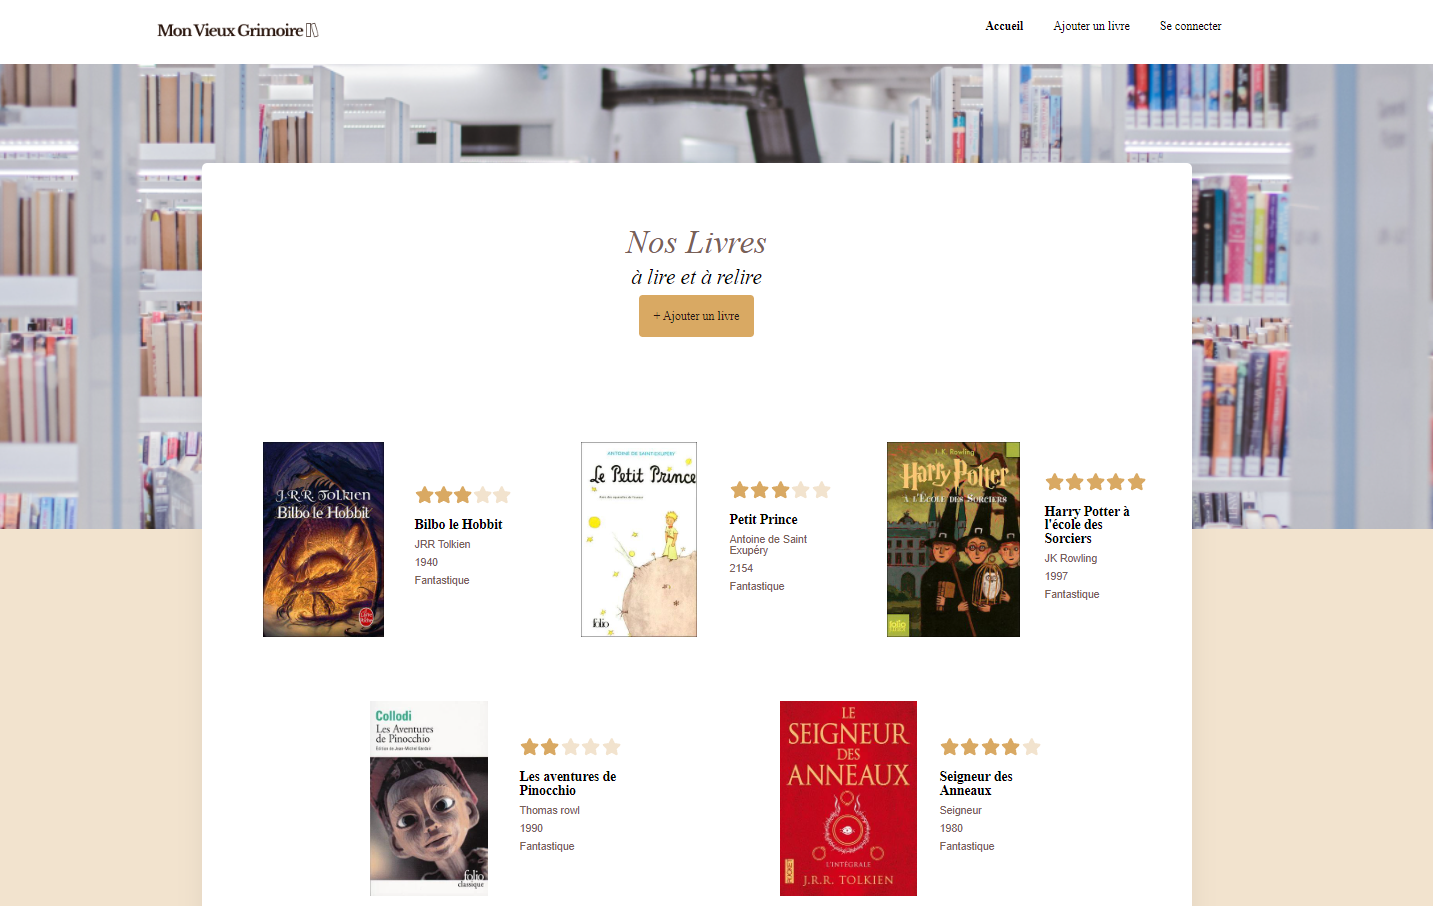 Mon Vieux Grimoire
Accueil
Ajouter un livre
Se connecter
Nos Livres
à lire et à relire
+ Ajouter un livre
J.R.R. Tolkien
Bilbo le Hobbit
Bilbo le Hobbit
JRR Tolkien
1940
Fantastique
ANTOINE DE SAINT-EXUPÉRY
Le Petit Prince
folio
Petit Prince
Antoine de Saint
Exupéry
2154
Fantastique
J. K. Rowling
Harry Potter
A L'ÉCOLE DES SORCIERS
folio
Harry Potter à
l'école des
Sorciers
JK Rowling
1997
Fantastique
Collodi
Les Aventures
de Pinocchio
folio
classique
Les aventures de
Pinocchio
Thomas rowl
1990
Fantastique
LE
SEIGNEUR
DES
ANNEAUX
L'INTÉGRALE
J.R.R. TOLKIEN
Seigneur des
Anneaux
Seigneur
1980
Fantastique